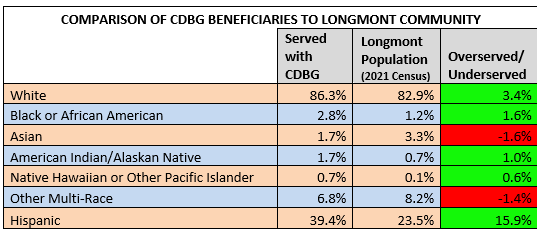 COMPARISON OF CDBG BENEFICIARIES TO LONGMONT COMMUNITY
Served with CDBG Longmont Population (2021 Census) Overserved/ Underserved
White 86.3% 82.9% 3.4%
Black or African American 2.8% 1.2% 1.6%
Asian 1.7% 3.3% -1.6%
American Indian/Alaskan Native 1.7% 0.7% 1.0%
Native Hawaiian or Other Pacific Islander 0.7% 0.1% 0.6%
Other Multi-Race 6.8% 8.2% -1.4%
Hispanic 39.4% 23.5% 15.9%